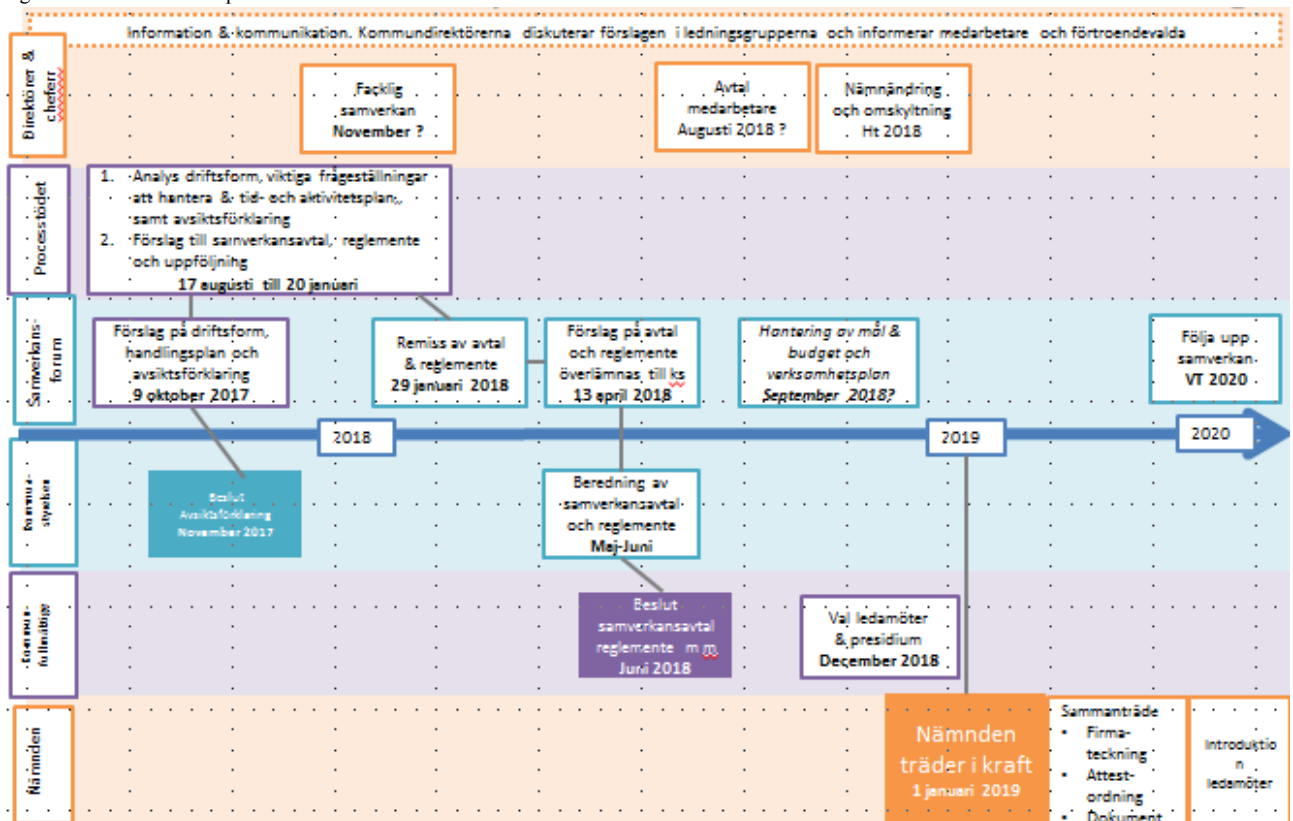 Information & kommunikation. Kommundirektörerna diskuterar förslagen i ledningsgrupperna och informerar medarbetare och förtroendevalda
Direktörer &
cheferr
Facklig
samverkan
November ?
Avtal
medarbetare
Augusti 2018 ?
Nämnändring
och omskyltning
Ht 2018
Processtödet
1. Analys driftsform, viktiga frågeställningar
att hantera & tid- och aktivitetsplan,,
samt avsiktsförklaring
2. Förslag till samverkansavtal, reglemente
och uppföljning
17 augusti till 20 januari
Samverkans-
forum
Förslag på driftsform,
handlingsplan och
avsiktsförklaring
9 oktober 2017
Remiss av avtal
& reglemente
29 januari 2018
Förslag på avtal
och reglemente
överlämnas till ks
13 april 2018
Hantering av mål &
budget och
verksamhetsplan
September 2018?
Följa upp
samverkan
VT 2020
2018
2019
2020
styrelsen
Beslut
Avsiktsförklaring
November 2017
Beredning av
samverkansavtal
och reglemente
Maj-Juni
fullmäktige
Beslut
samverkansavtal
reglemente m m
Juni 2018
Val ledamöter
& presidium
December 2018
Nämnden
Nämnden
träder i kraft
1 januari 2019
Sammanträde
• Firma-
teckning
• Attest-
ordning
• Dokument
Introduktio
n
ledamöter